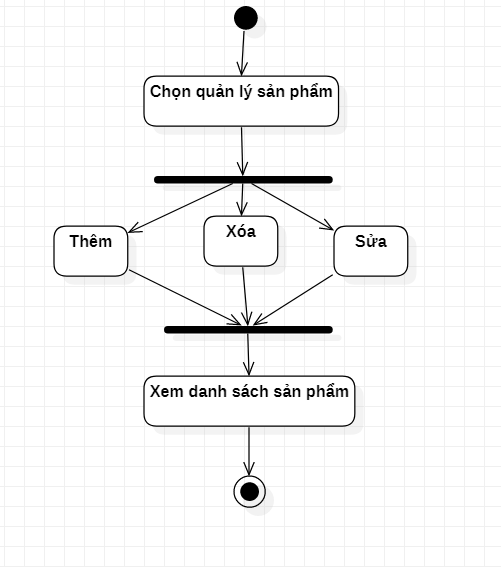 Chọn quản lý sản phẩm
Thêm
Xóa
Sửa
Xem danh sách sản phẩm